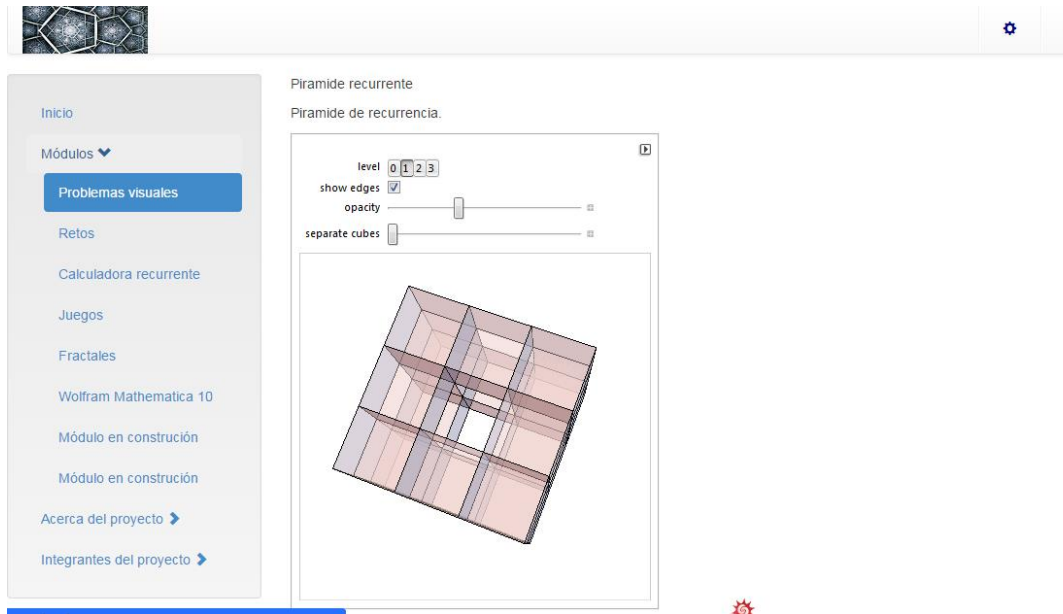 Piramide recurrente
Piramide de recurrencia.
Inicio
Módulos
Problemas visuales
Retos
Calculadora recurrente
Juegos
Fractales
Wolfram Mathematica 10
Módulo en construción
Módulo en construción
Acerca del proyecto
Integrantes del proyecto
level 0 1 2 3
show edges
opacity
separate cubes